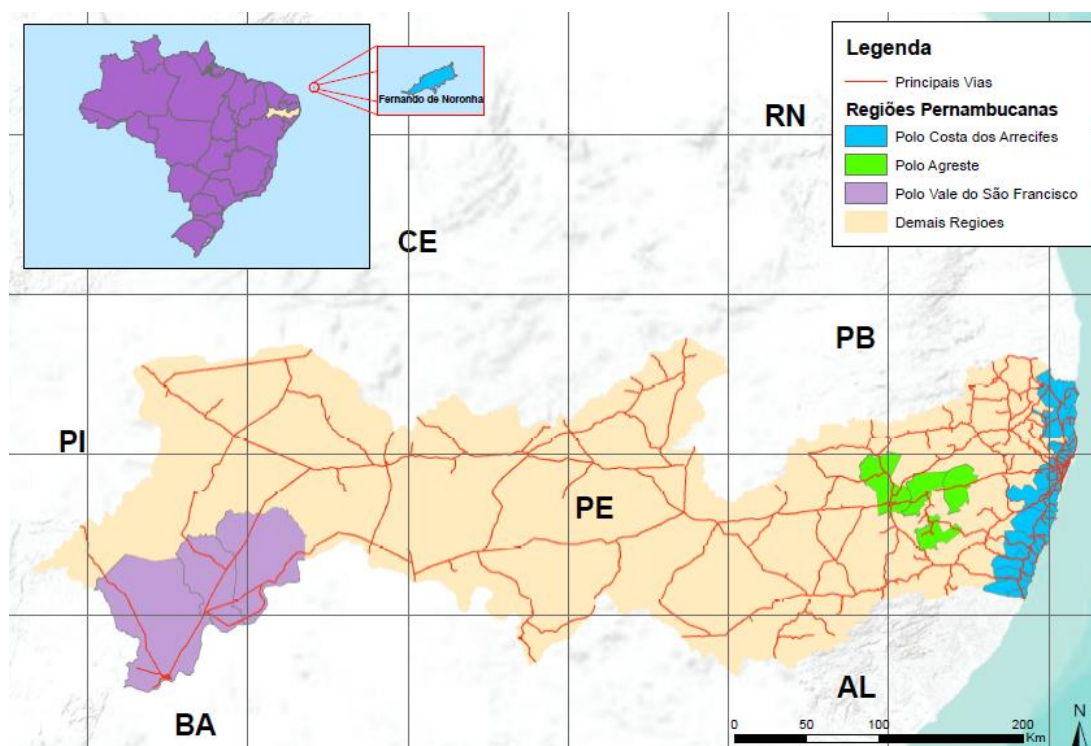 Fernando de Noronha
Legenda
Principais Vias
Regiões Pernambucanas
Polo Costa dos Arrecifes
Polo Agreste
Polo Vale do São Francisco
Demais Regioes
RN
CE
PB
PI
PE
AL
BA
0 50 100 200
Km
N